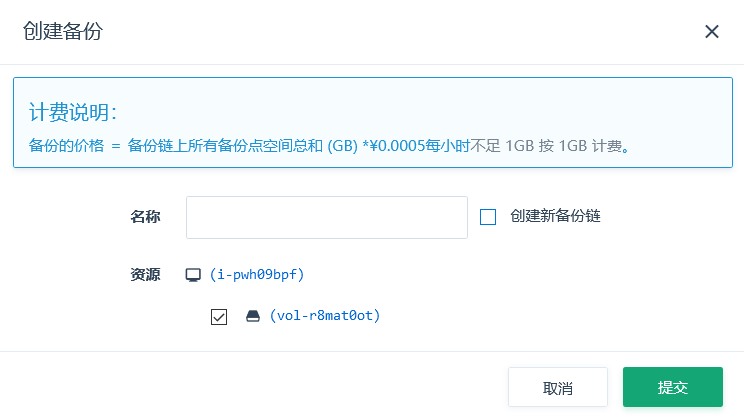 创建备份
计费说明：
备份的价格 = 备份链上所有备份点空间总和 (GB) *¥0.0005每小时不足 1GB 按 1GB 计费。
名称
创建新备份链
资源 (i-pwh09bpf)
(vol-r8mat0ot)
取消 提交